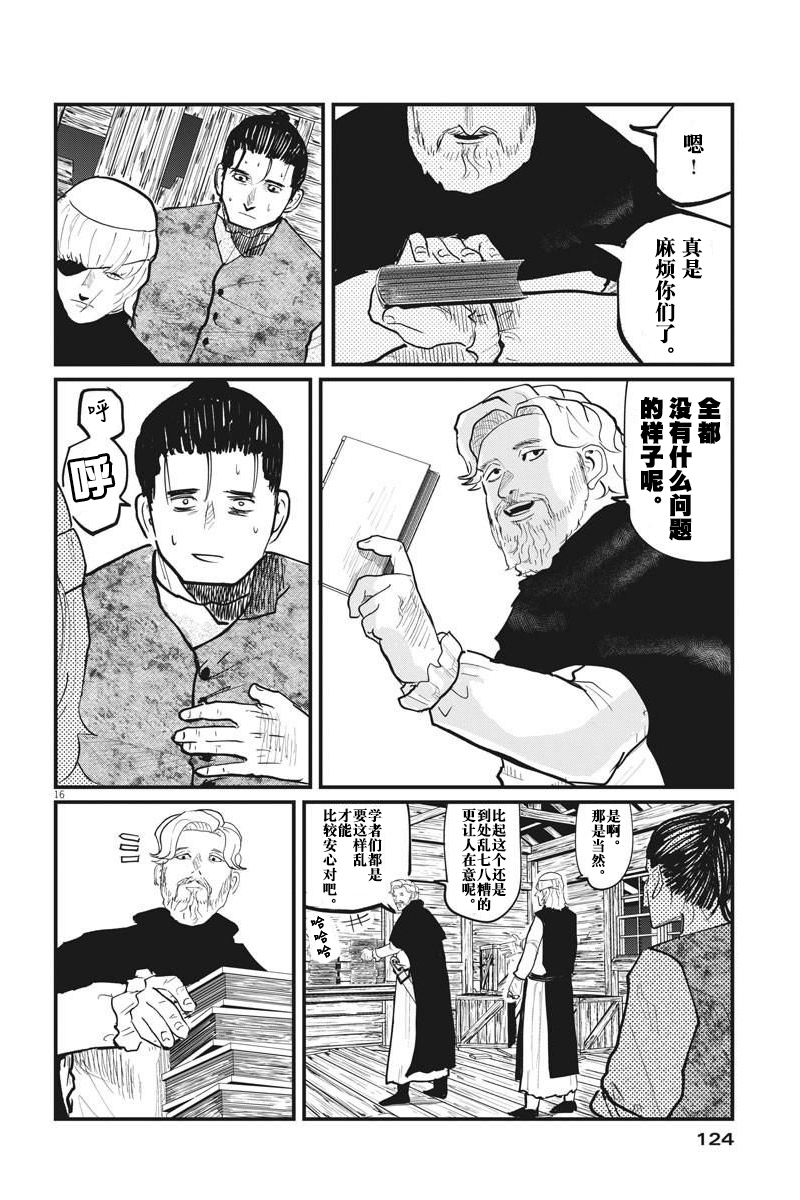 嗯！
真是
麻烦你们了。
全都
没有什么问题
的样子呢。
呼
呼
16
是啊。
那是当然。
比起这个还是
到处乱七八糟的
更让人在意呢。
学者们都是
要这样乱
才能
比较安心对吧。
哈哈哈
124